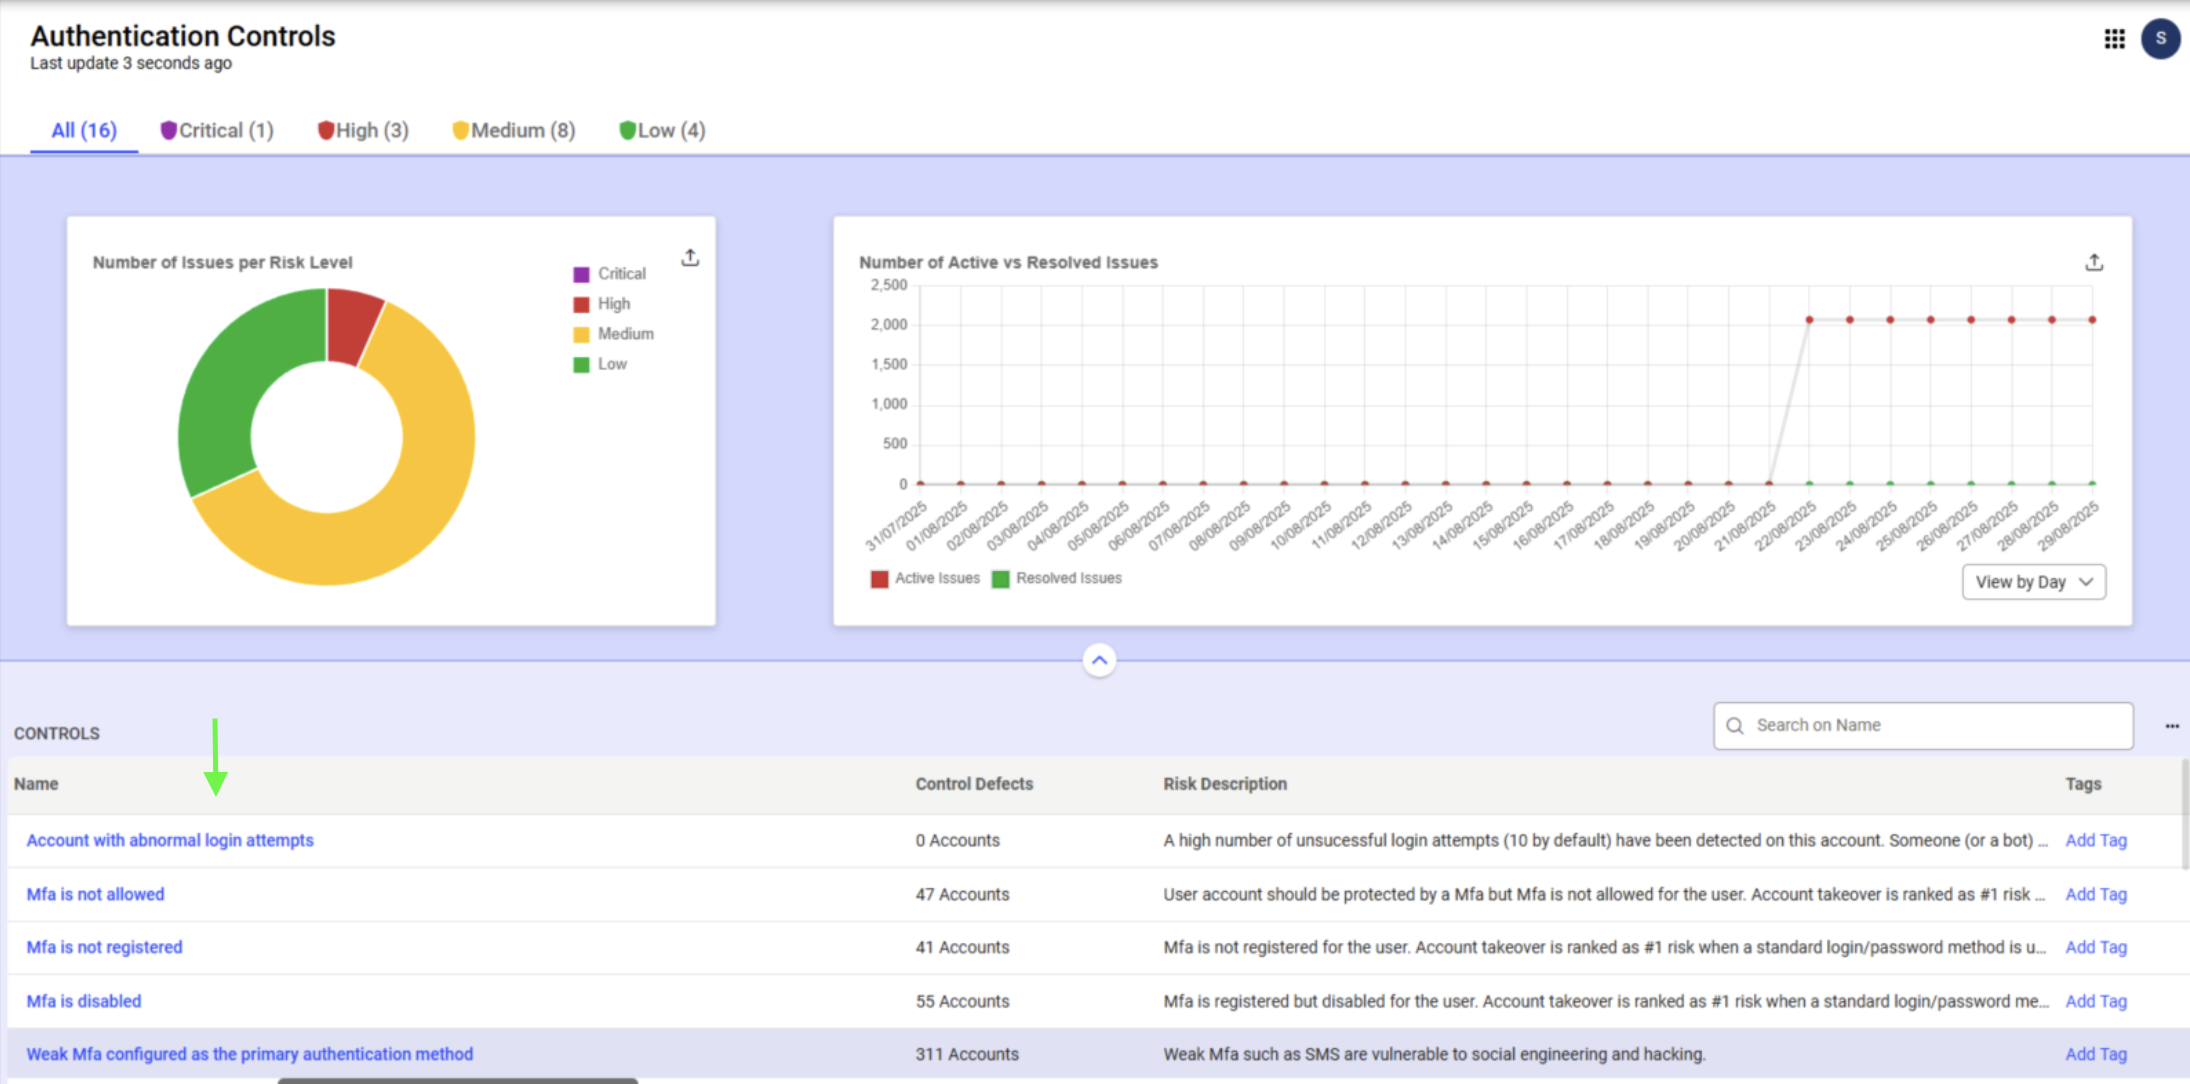 Authentication Controls
Last update 3 seconds ago
S
All (16)
Critical (1)
High (3)
Medium (8)
Low (4)
Number of Issues per Risk Level
Critical
High
Medium
Low
Number of Active vs Resolved Issues
2,500
2,000
1,500
1,000
500
0
31/07/2025
01/08/2025
02/08/2025
03/08/2025
04/08/2025
05/08/2025
06/08/2025
07/08/2025
08/08/2025
09/08/2025
10/08/2025
11/08/2025
12/08/2025
13/08/2025
14/08/2025
15/08/2025
16/08/2025
17/08/2025
18/08/2025
19/08/2025
20/08/2025
21/08/2025
22/08/2025
23/08/2025
24/08/2025
25/08/2025
26/08/2025
27/08/2025
28/08/2025
29/08/2025
Active Issues
Resolved Issues
View by Day
CONTROLS
Search on Name
Name Control Defects Risk Description Tags
Account with abnormal login attempts 0 Accounts A high number of unsucessful login attempts (10 by default) have been detected on this account. Someone (or a bot) ... Add Tag
Mfa is not allowed 47 Accounts User account should be protected by a Mfa but Mfa is not allowed for the user. Account takeover is ranked as #1 risk ... Add Tag
Mfa is not registered 41 Accounts Mfa is not registered for the user. Account takeover is ranked as #1 risk when a standard login/password method is u... Add Tag
Mfa is disabled 55 Accounts Mfa is registered but disabled for the user. Account takeover is ranked as #1 risk when a standard login/password me... Add Tag
Weak Mfa configured as the primary authentication method 311 Accounts Weak Mfa such as SMS are vulnerable to social engineering and hacking. Add Tag